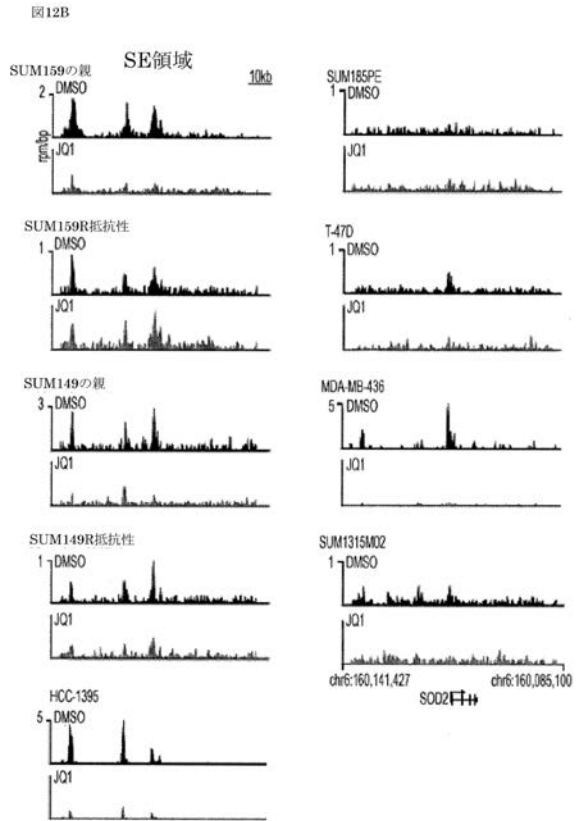 図12B
SE領域
10kb
SUM159の親
2
DMSO
rpm/bp
JQ1
SUM159R抵抗性
1
DMSO
JQ1
SUM149の親
3
DMSO
JQ1
SUM149R抵抗性
1
DMSO
JQ1
HCC-1395
5
DMSO
JQ1
SUM185PE
1
DMSO
JQ1
T-47D
1
DMSO
JQ1
MDA-MB-436
5
DMSO
JQ1
SUM1315MO2
1
DMSO
JQ1
chr6:160,141,427
chr6:160,085,100
SOD2